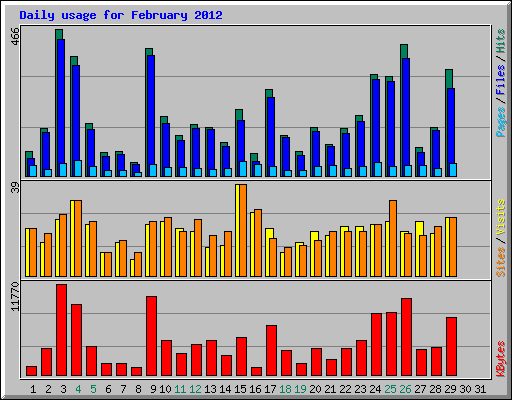 Daily usage for February 2012
466
Pages / Files / Hits
39
Sites / Visits
11770
KBytes
1 2 3 4 5 6 7 8 9 10 11 12 13 14 15 16 17 18 19 20 21 22 23 24 25 26 27 28 29 30 31